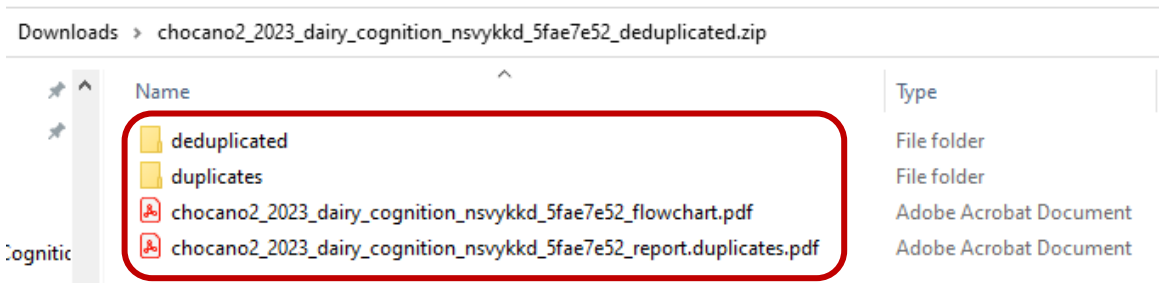 Downloads > chocano2_2023_dairy_cognition_nsvykkd_5fae7e52_deduplicated.zip
Name Type
deduplicated File folder
duplicates File folder
chocano2_2023_dairy_cognition_nsvykkd_5fae7e52_flowchart.pdf Adobe Acrobat Document
chocano2_2023_dairy_cognition_nsvykkd_5fae7e52_report.duplicates.pdf Adobe Acrobat Document